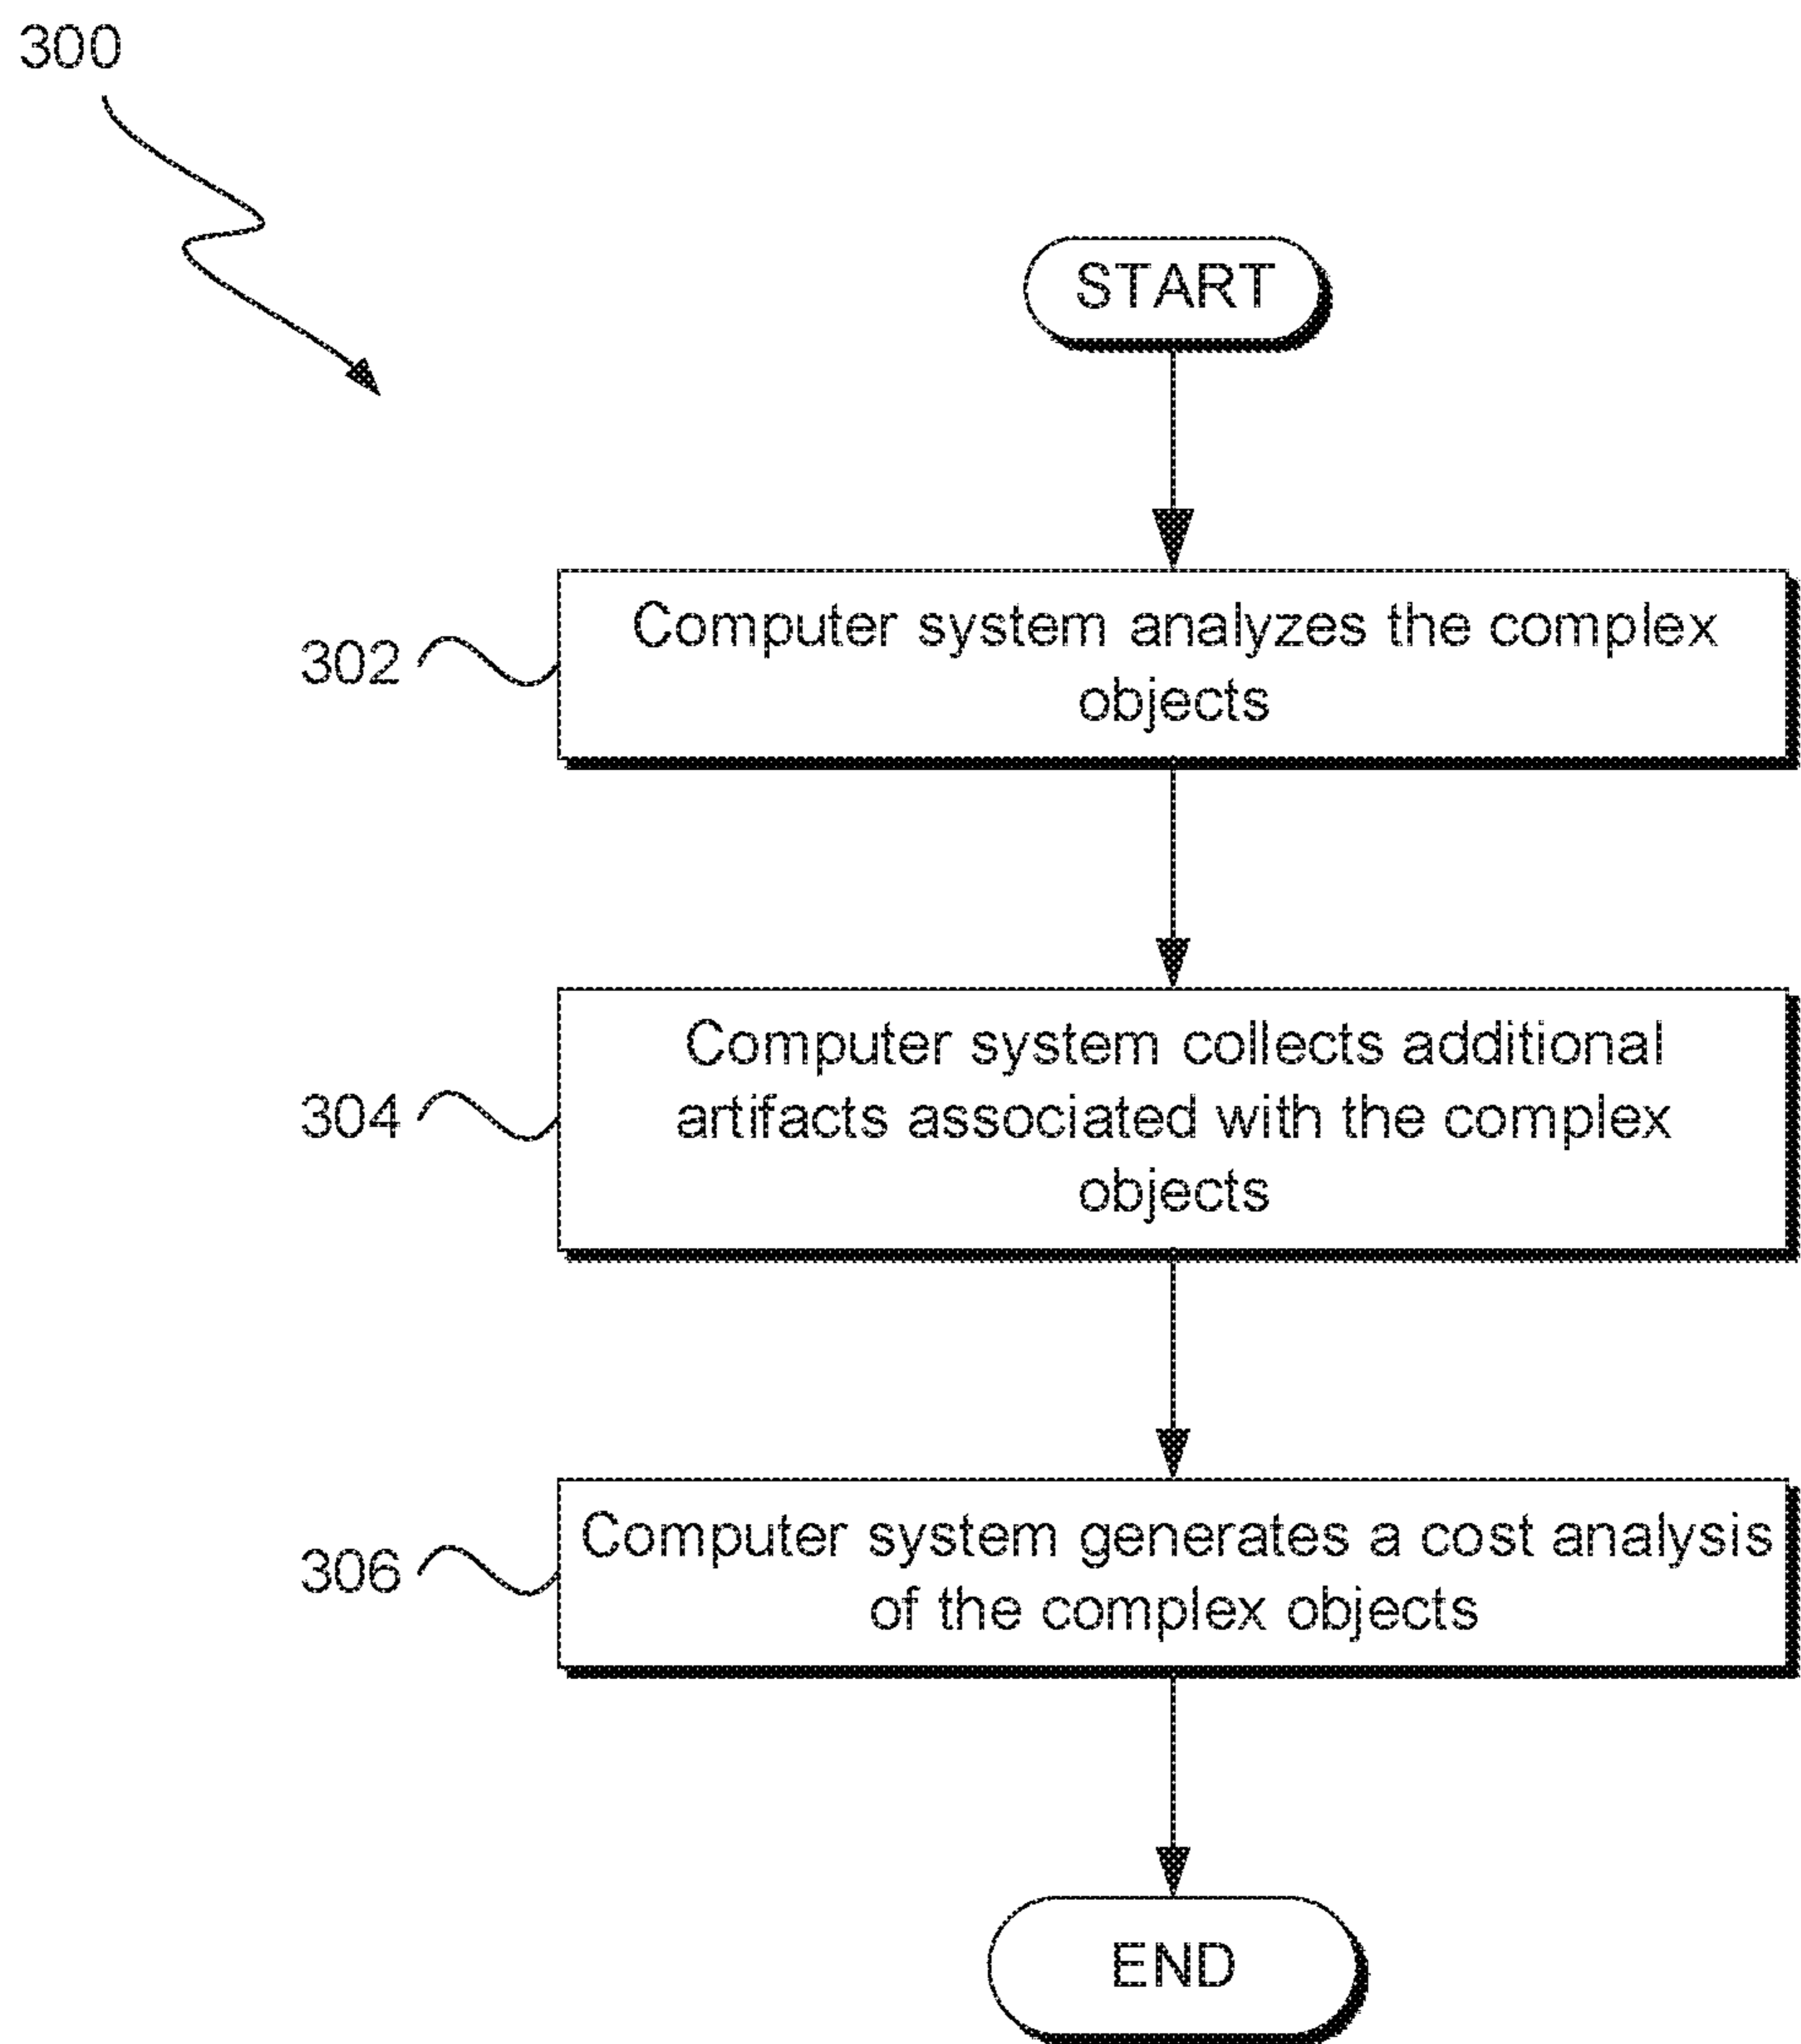 300
START
302
Computer system analyzes the complex
objects
304
Computer system collects additional
artifacts associated with the complex
objects
306
Computer system generates a cost analysis
of the complex objects
END